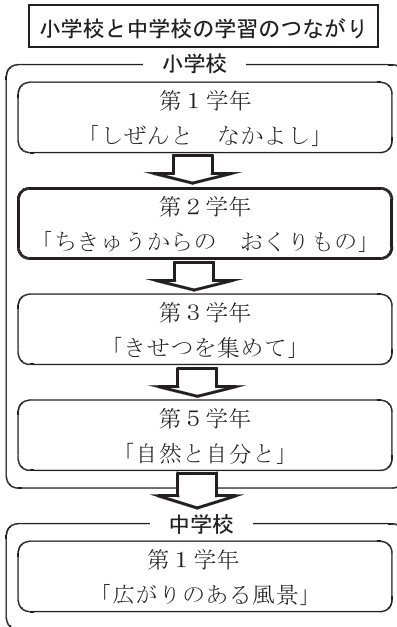 小学校と中学校の学習のつながり
小学校
第１学年
「しぜんと　なかよし」
第２学年
「ちきゅうからの　おくりもの」
第３学年
「きせつを集めて」
第５学年
「自然と自分と」
中学校
第１学年
「広がりのある風景」